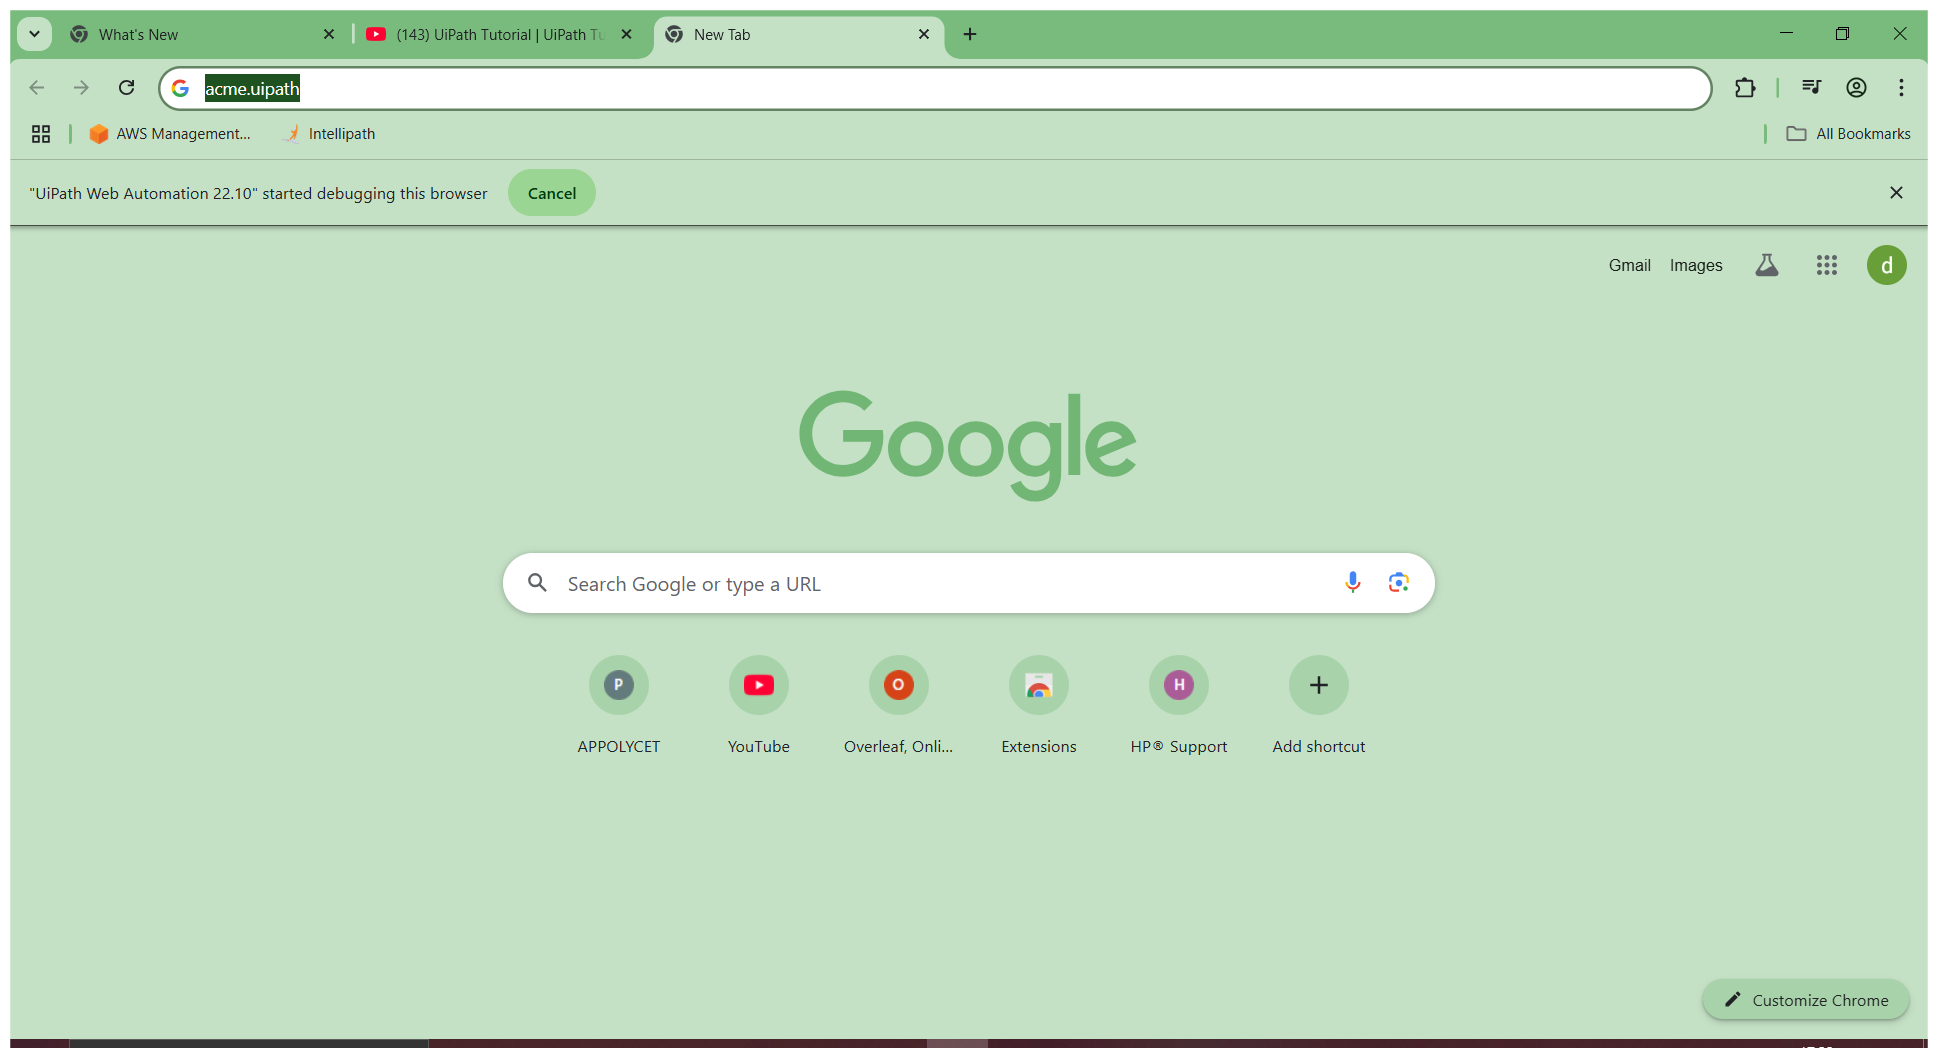 What's New
(143) UiPath Tutorial | UiPath Tu
New Tab
acme.uipath
AWS Management...
Intellipath
All Bookmarks
"UiPath Web Automation 22.10" started debugging this browser
Cancel
Gmail
Images
d
Google
Search Google or type a URL
P
O
H
APPOLYCET
YouTube
Overleaf, Onli...
Extensions
HP® Support
Add shortcut
Customize Chrome